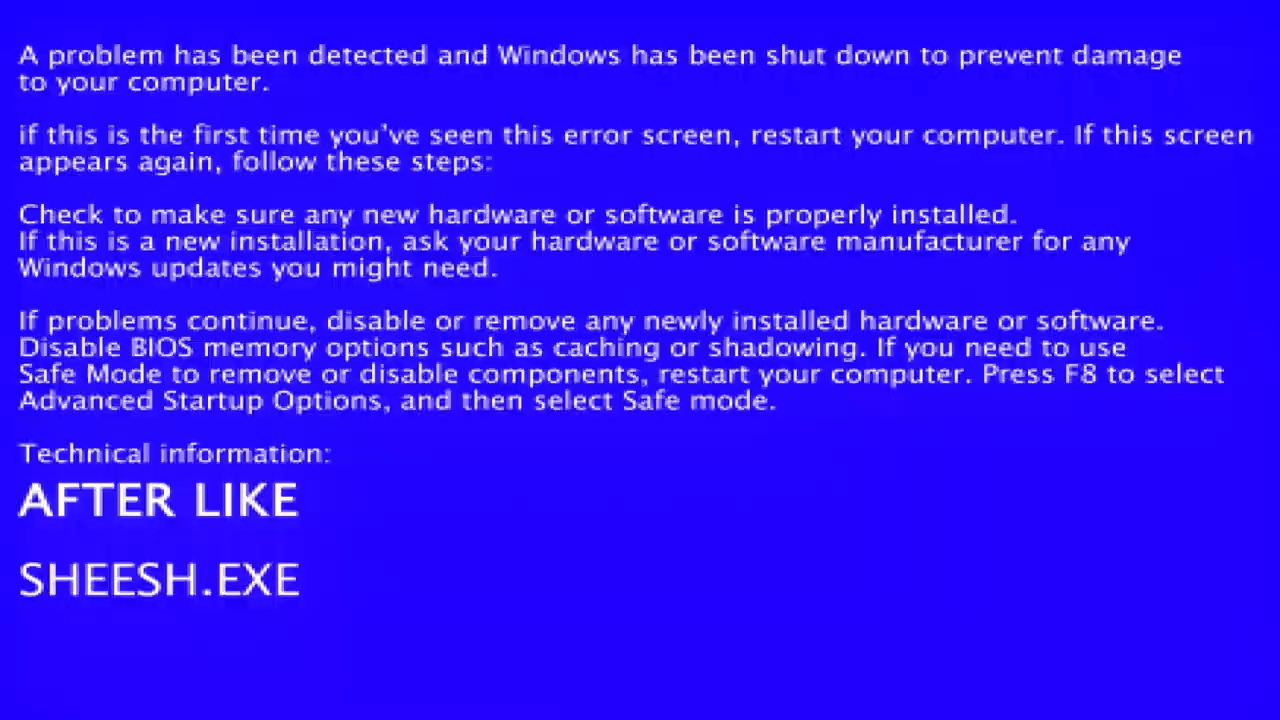 A problem has been detected and Windows has been shut down to prevent damage
to your computer.
if this is the first time you've seen this error screen, restart your computer. If this screen
appears again, follow these steps:
Check to make sure any new hardware or software is properly installed.
If this is a new installation, ask your hardware or software manufacturer for any
Windows updates you might need.
If problems continue, disable or remove any newly installed hardware or software.
Disable BIOS memory options such as caching or shadowing. If you need to use
Safe Mode to remove or disable components, restart your computer. Press F8 to select
Advanced Startup Options, and then select Safe mode.
Technical information:
AFTER LIKE
SHEESH.EXE